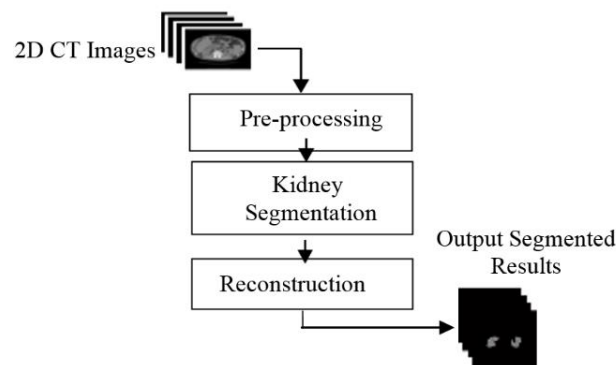 2D CT Images
Pre-processing
Kidney
Segmentation
Reconstruction
Output Segmented
Results